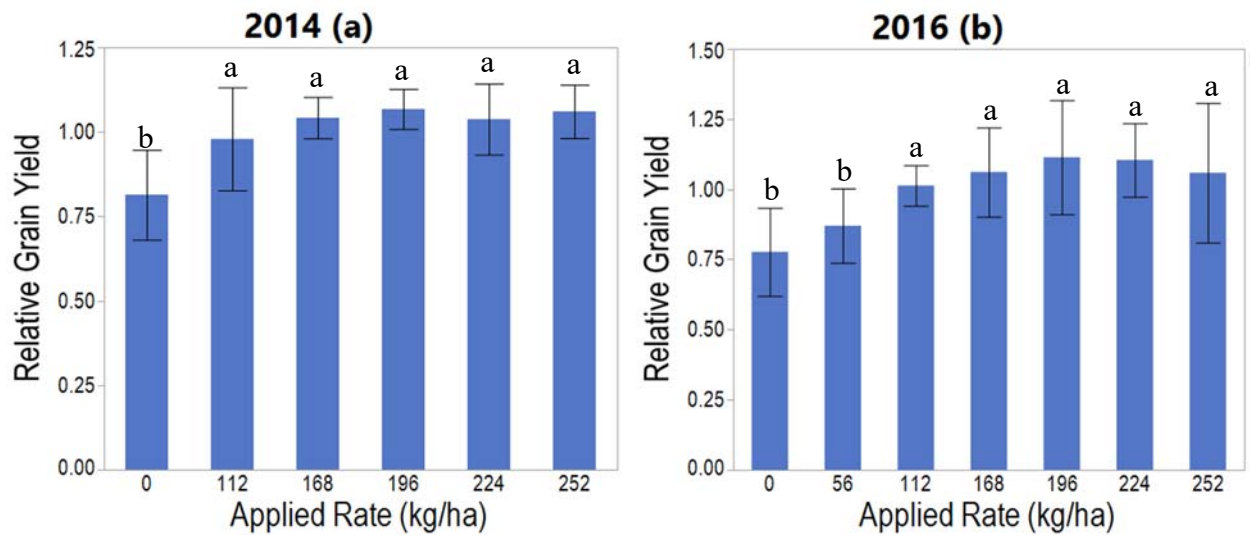 2014 (a)
1.25
1.00
0.75
0.50
0.25
0.00
Relative Grain Yield
b
a
a
a
a
a
0 112 168 196 224 252
Applied Rate (kg/ha)
2016 (b)
1.50
1.25
1.00
0.75
0.50
0.25
0.00
Relative Grain Yield
b
b
a
a
a
a
a
0 56 112 168 196 224 252
Applied Rate (kg/ha)